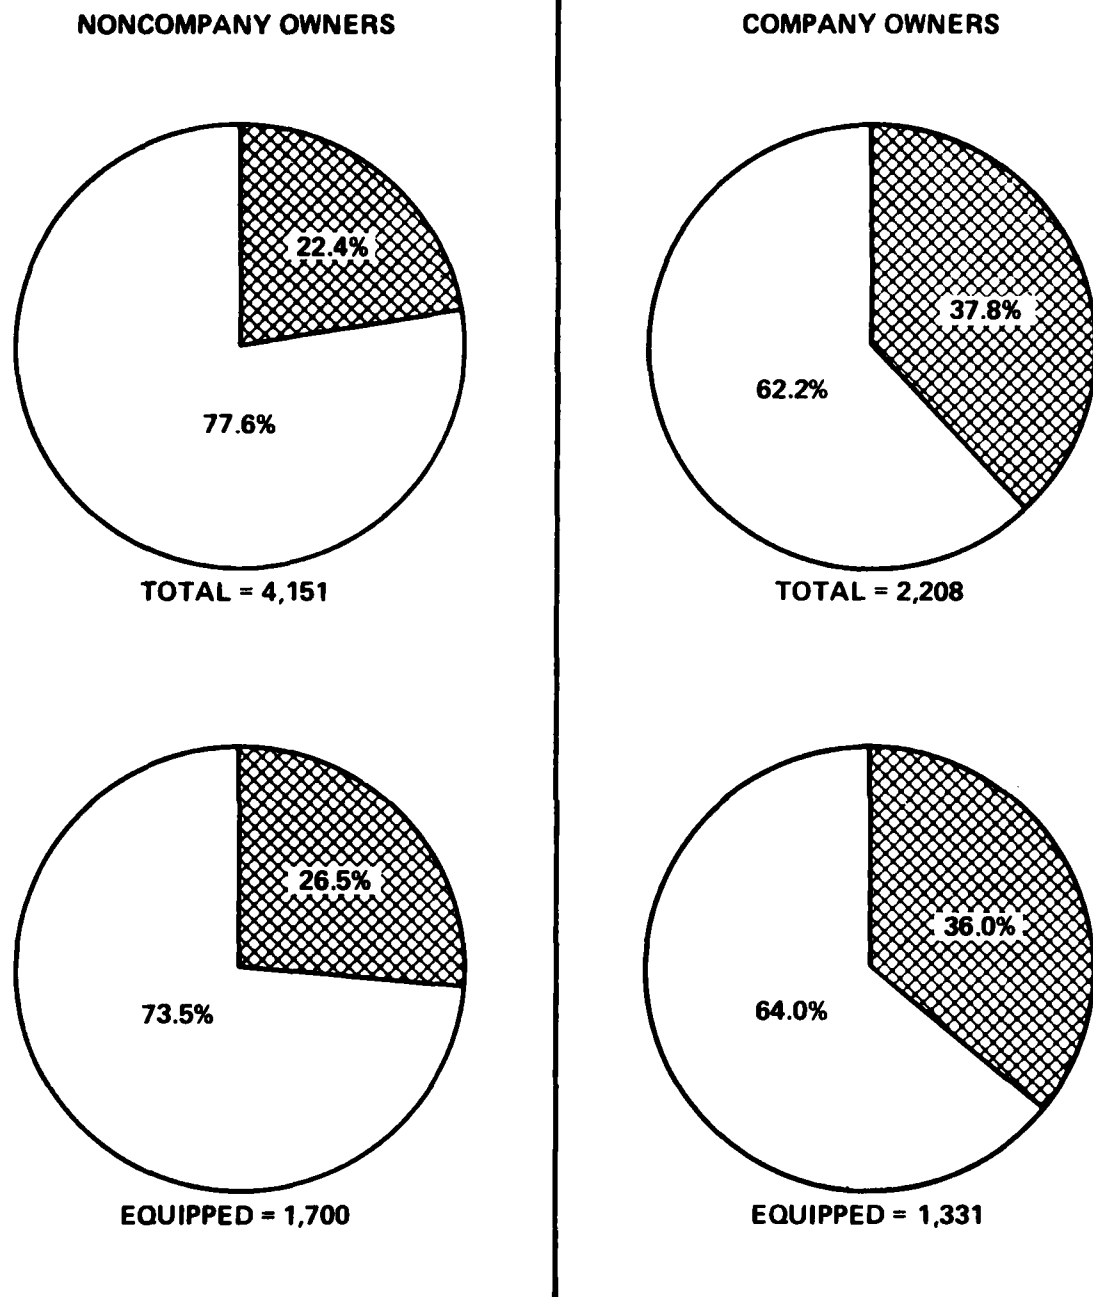 NONCOMPANY OWNERS
22.4%
77.6%
TOTAL = 4,151
26.5%
73.5%
EQUIPPED = 1,700
COMPANY OWNERS
37.8%
62.2%
TOTAL = 2,208
36.0%
64.0%
EQUIPPED = 1,331